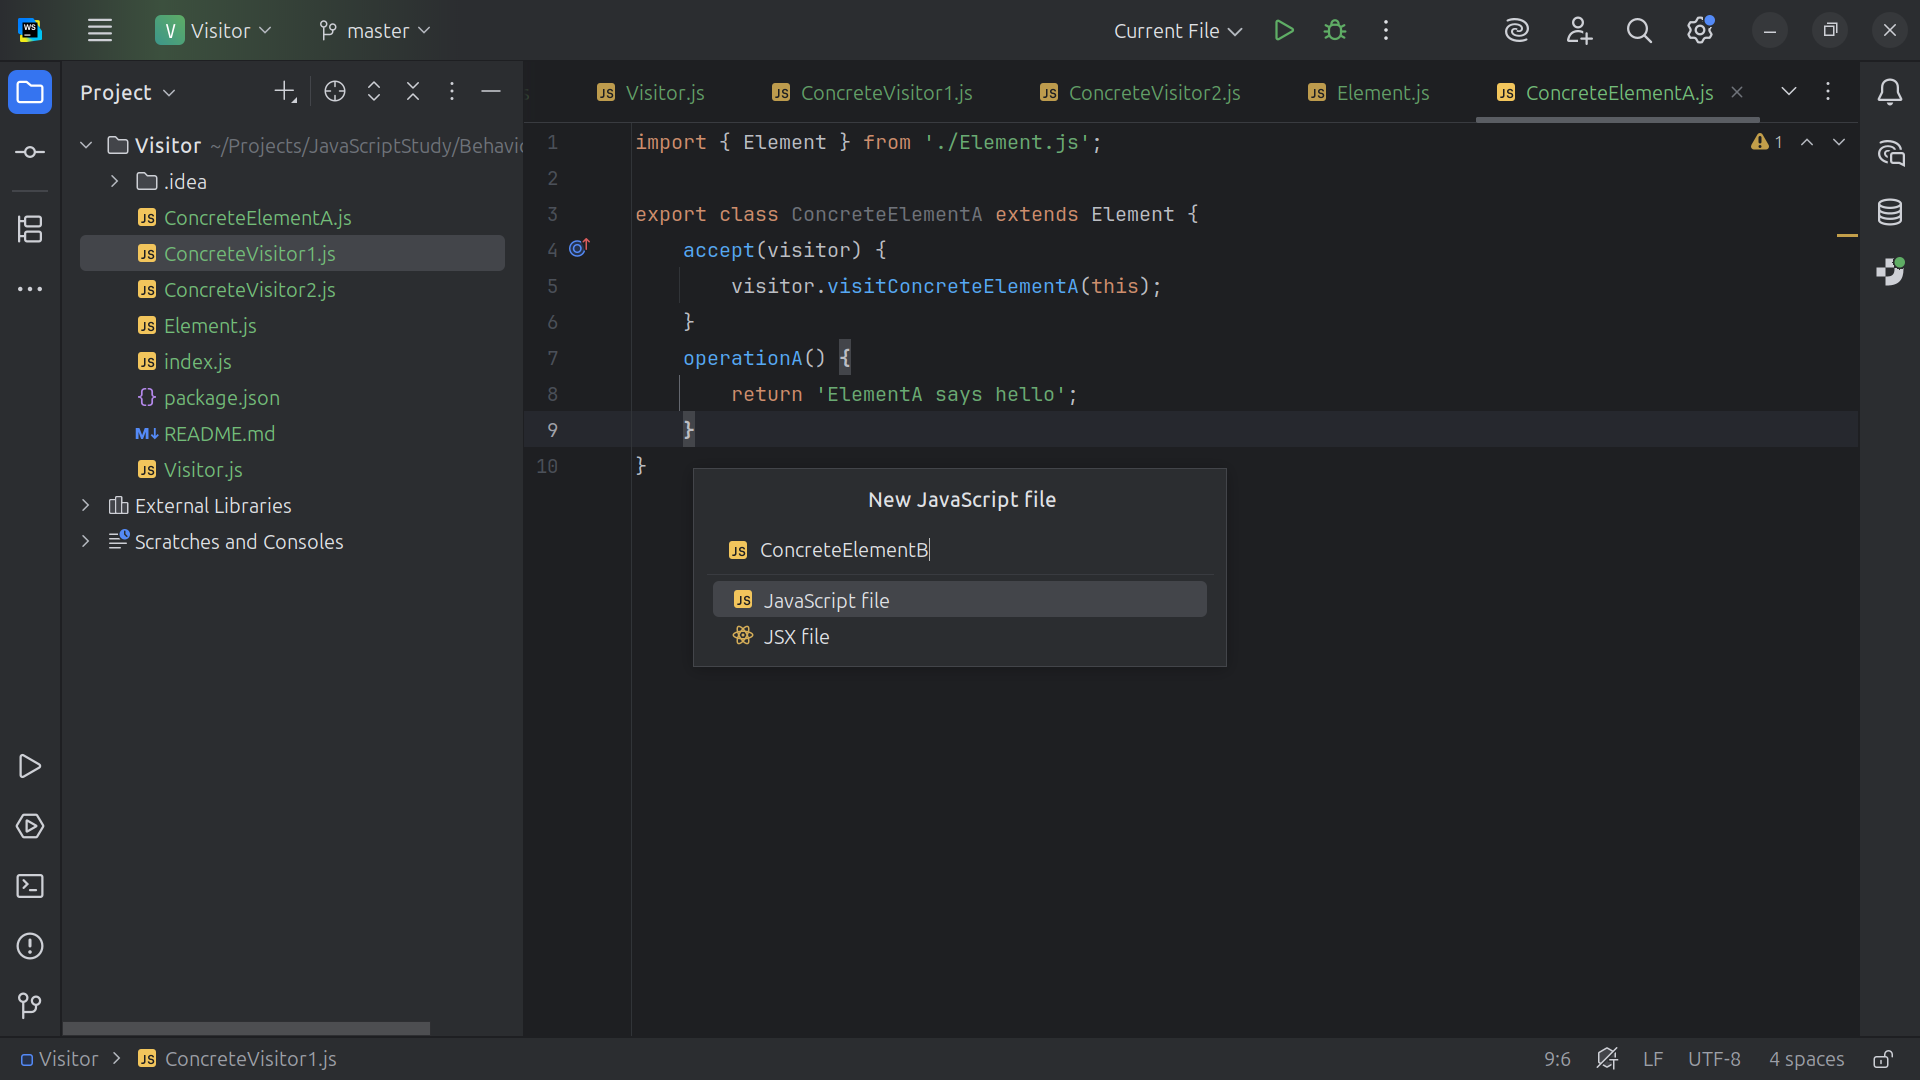 WS
V Visitor
master
Current File
Project
Visitor.js
ConcreteVisitor1.js
ConcreteVisitor2.js
Element.js
ConcreteElementA.js
Visitor ~/Projects/JavaScriptStudy/Behavio
.idea
ConcreteElementA.js
ConcreteVisitor1.js
ConcreteVisitor2.js
Element.js
index.js
package.json
README.md
Visitor.js
External Libraries
Scratches and Consoles
1 import { Element } from './Element.js';
2
3 export class ConcreteElementA extends Element {
4 accept(visitor) {
5 visitor.visitConcreteElementA(this);
6 }
7 operationA() {
8 return 'ElementA says hello';
9 }
10 }
1
New JavaScript file
ConcreteElementB
JavaScript file
JSX file
Visitor
ConcreteVisitor1.js
9:6
LF
UTF-8
4 spaces